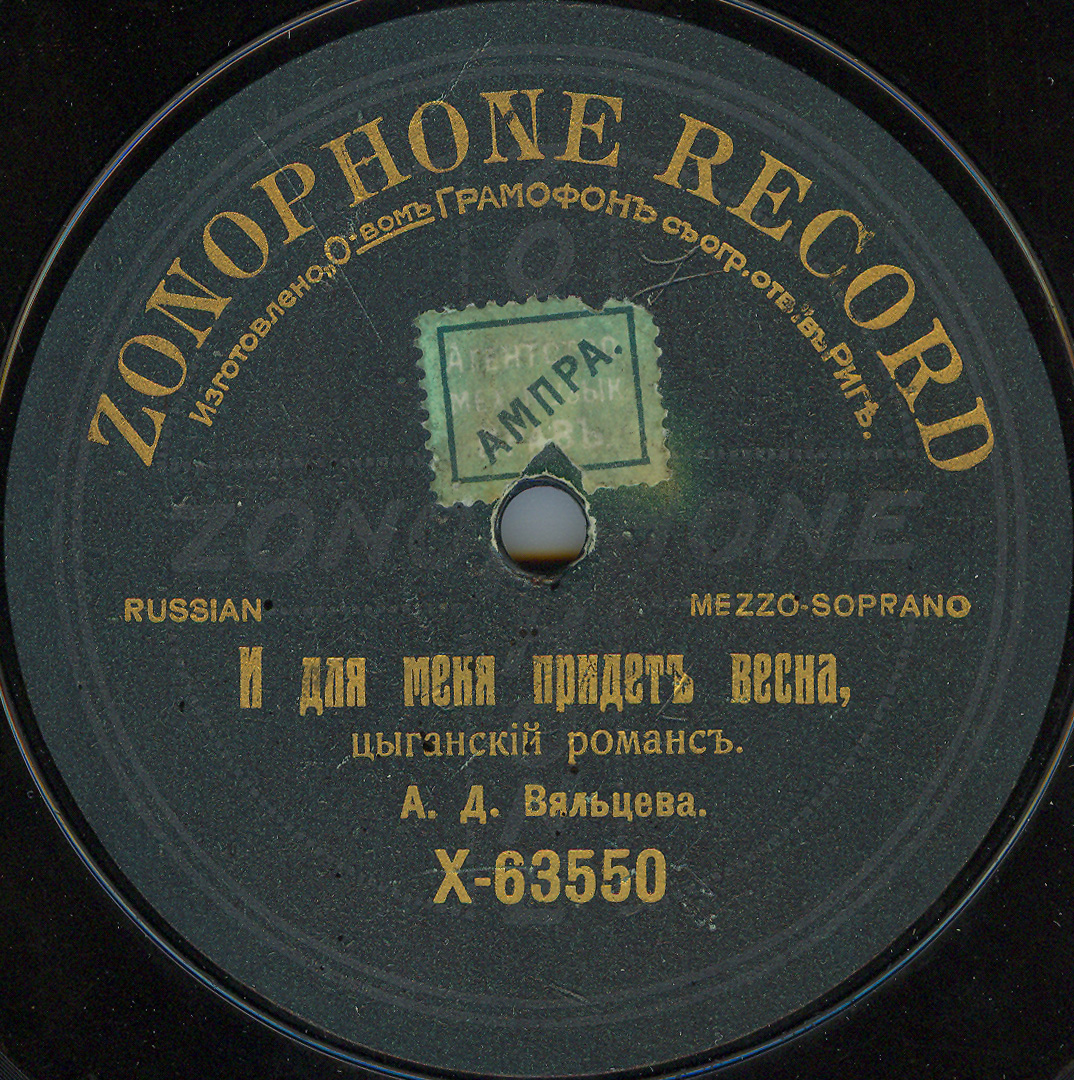 ZONOPHONE RECORD
Изготовлено „О-вомъ ГРАМОФОНЪ съ огр. отв.“ въ РИГѢ.
АМПРА.
ZONOPHONE
RUSSIAN
MEZZO-SOPRANO
И для меня придетъ весна,
цыганскій романсъ.
А. Д. Вяльцева.
X-63550